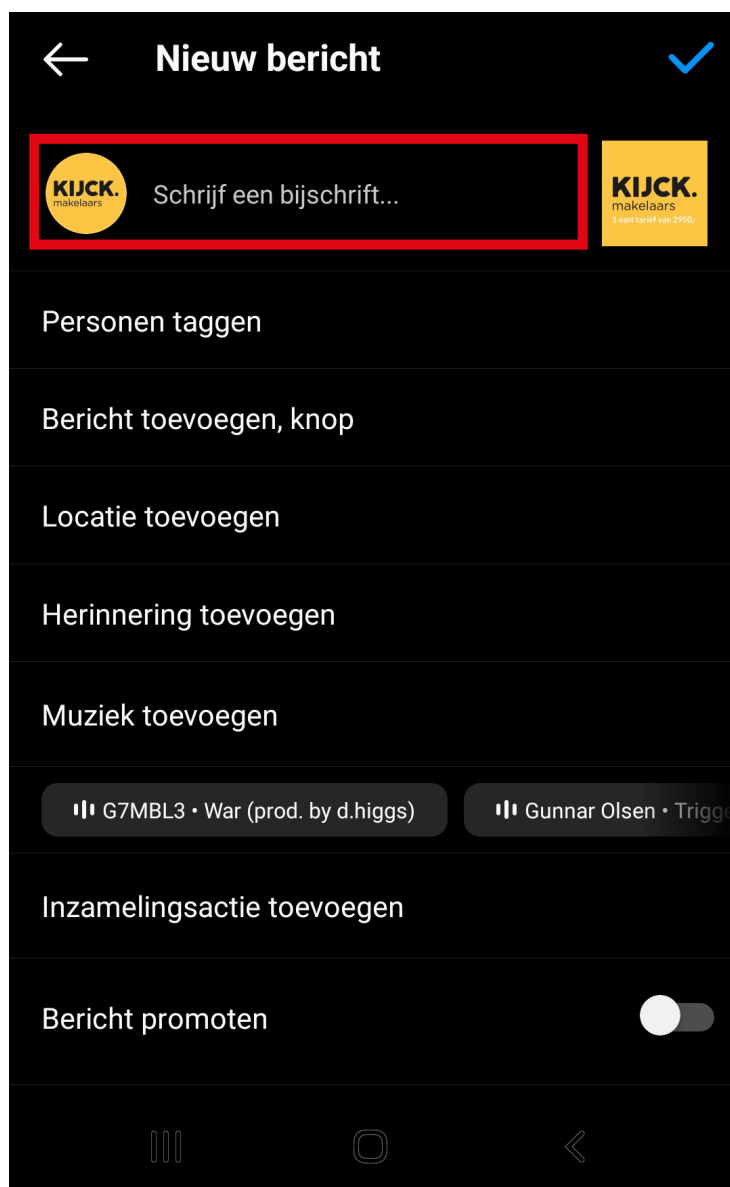 Nieuw bericht
KIJCK.
makelaars
Schrijf een bijschrift...
KIJCK.
makelaars
1 vast tarief van 2950,-
Personen taggen
Bericht toevoegen, knop
Locatie toevoegen
Herinnering toevoegen
Muziek toevoegen
G7MBL3 • War (prod. by d.higgs)
Gunnar Olsen • Trigge
Inzamelingsactie toevoegen
Bericht promoten